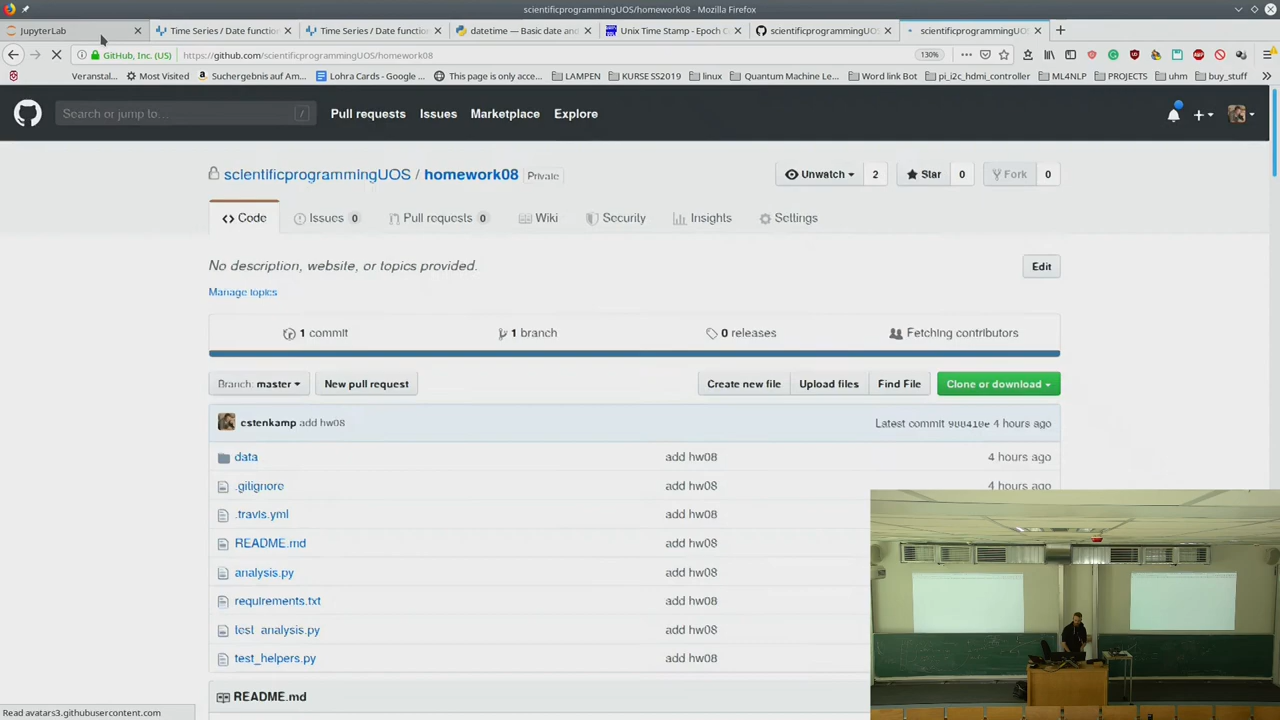 scientificprogrammingUOS/homework08 - Mozilla Firefox
JupyterLab
Time Series / Date function
Time Series / Date function
datetime — Basic date and
Unix Time Stamp - Epoch C
scientificprogrammingUOS/
scientificprogrammingUOS/
GitHub, Inc. (US)
https://github.com/scientificprogrammingUOS/homework08
130%
Veranstal...
Most Visited
Suchergebnis auf Am...
Lohra Cards - Google ...
This page is only acce...
LAMPEN
KURSE SS2019
linux
Quantum Machine Le...
Word link Bot
pi_i2c_hdmi_controller
ML4NLP
PROJECTS
uhm
buy_stuff
Search or jump to...
/
Pull requests
Issues
Marketplace
Explore
scientificprogrammingUOS / homework08
Private
Unwatch
2
Star
0
Fork
0
Code
Issues 0
Pull requests 0
Wiki
Security
Insights
Settings
No description, website, or topics provided.
Edit
Manage topics
1 commit
1 branch
0 releases
Fetching contributors
Branch: master
New pull request
Create new file
Upload files
Find File
Clone or download
cstenkamp add hw08
Latest commit 4 hours ago
data
add hw08
4 hours ago
.gitignore
add hw08
4 hours ago
.travis.yml
add hw08
README.md
add hw08
analysis.py
add hw08
requirements.txt
add hw08
test_analysis.py
add hw08
test_helpers.py
add hw08
README.md
Read avatars3.githubusercontent.com